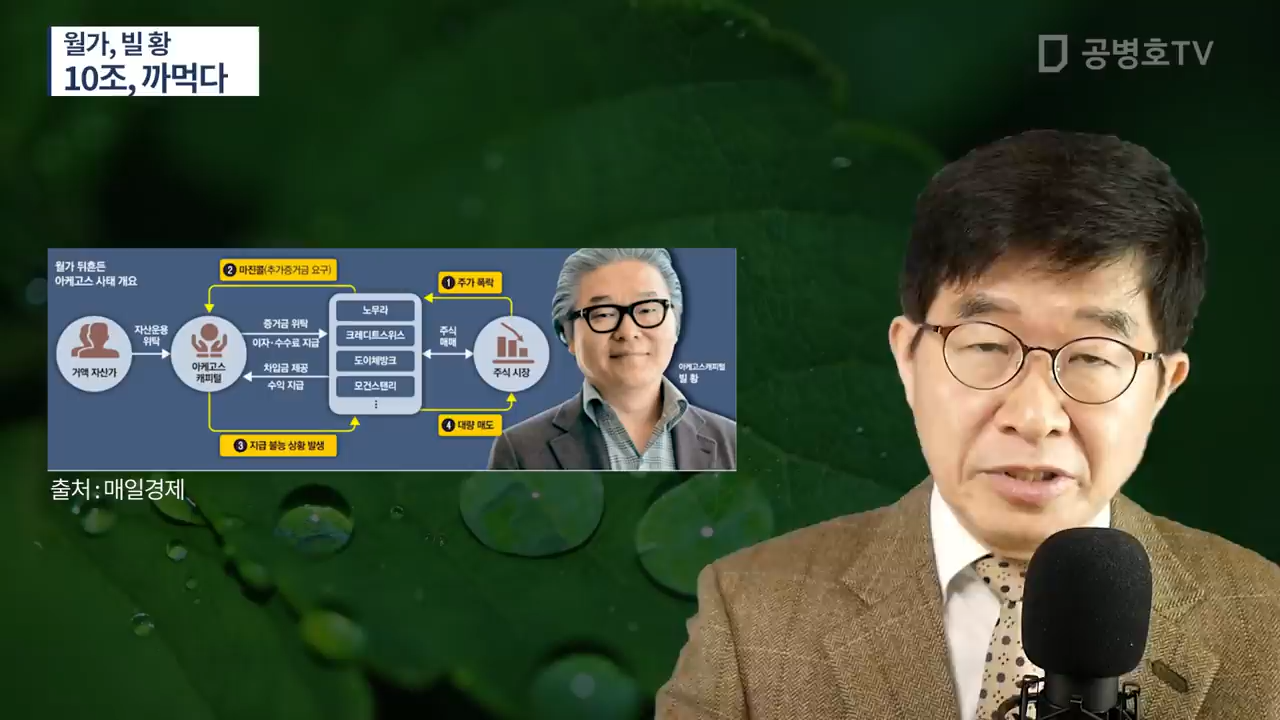 월가, 빌 황
10조, 까먹다
공병호TV
월가 뒤흔든
아케고스 사태 개요
2 마진콜(추가증거금 요구)
1 주가 폭락
거액 자산가
자산운용
위탁
아케고스
캐피털
증거금 위탁
이자·수수료 지급
차입금 제공
수익 지급
노무라
크레디트스위스
도이체방크
모건스탠리
⋮
주식
매매
주식 시장
아케고스캐피털
빌 황
3 지급 불능 상황 발생
4 대량 매도
출처 : 매일경제